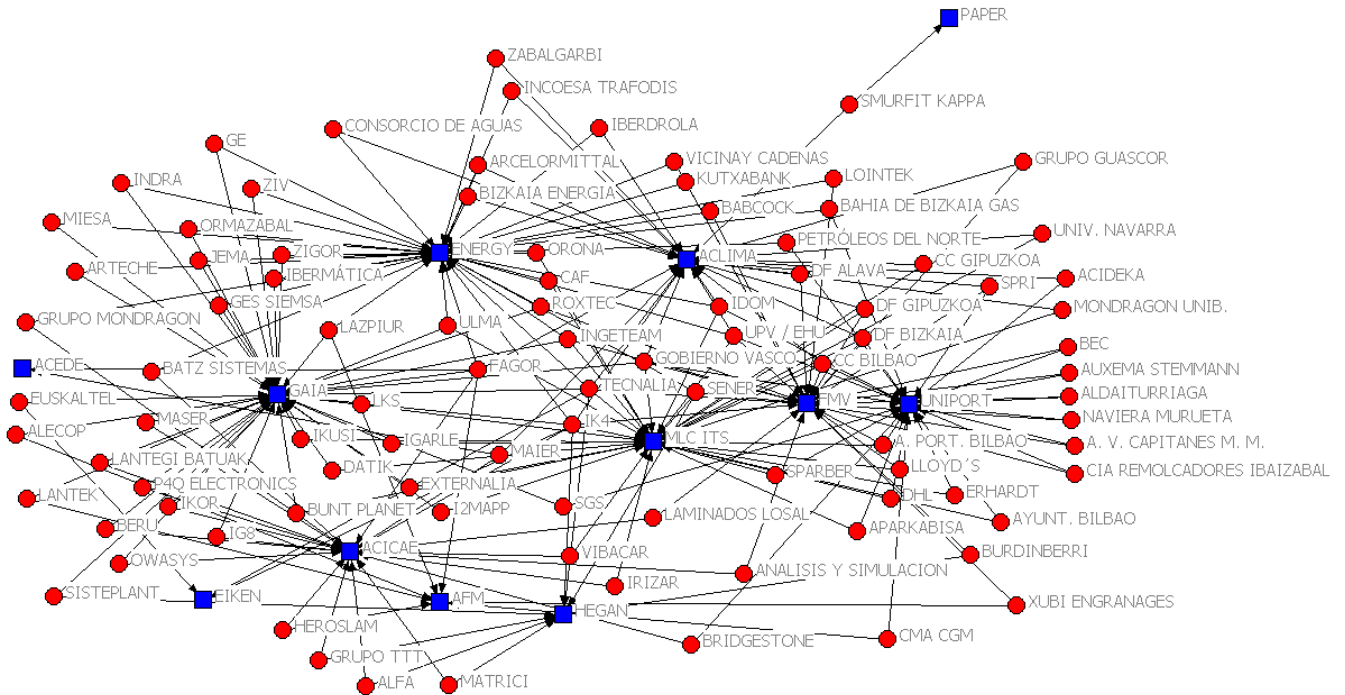 PAPER
ZABALGARBI
INCOESA TRAFODIS
SMURFIT KAPPA
CONSORCIO DE AGUAS
IBERDROLA
GE
ARCELORMITTAL
VICINAY CADENAS
GRUPO GUASCOR
INDRA
ZIV
BIZKAIA ENERGIA
KUTXABANK
LOINTEK
MIESA
ORMAZABAL
BABCOCK
BAHIA DE BIZKAIA GAS
JEMA
ZIGOR
ENERGY
ORONA
ACLIMA
PETRÓLEOS DEL NORTE
UNIV. NAVARRA
ARTECHE
IBERMÁTICA
CAF
DF ALAVA
CC GIPUZKOA
SPRI
ACIDEKA
GES SIEMSA
ROXTEC
IDOM
DF GIPUZKOA
MONDRAGON UNIB.
GRUPO MONDRAGON
LAZPIUR
ULMA
INGETEAM
UPV / EHU
DF BIZKAIA
BEC
ACEDE
BATZ SISTEMAS
FAGOR
GOBIERNO VASCO
CC BILBAO
AUXEMA STEMMANN
EUSKALTEL
GAIA
LKS
TECNALIA
SENER
EMV
UNIPORT
ALDAITURRIAGA
ALECOP
MASER
IKUSI
IGARLE
IK4
MLC ITS
A. PORT. BILBAO
NAVIERA MURUETA
A. V. CAPITANES M. M.
LANTEGI BATUAK
DATIK
MAIER
SPARBER
LLOYD´S
CIA REMOLCADORES IBAIZABAL
LANTEK
P4Q ELECTRONICS
EXTERNALIA
DHL
ERHARDT
IKOR
BUNT PLANET
I2MAPP
SGS
LAMINADOS LOSAL
AYUNT. BILBAO
BERU
IG8
APARKABISA
OWASYS
ACICAE
VIBACAR
ANALISIS Y SIMULACION
BURDINBERRI
SISTEPLANT
EIKEN
AFM
IRIZAR
HEGAN
XUBI ENGRANAGES
HEROSLAM
BRIDGESTONE
CMA CGM
GRUPO TTT
ALFA
MATRICI